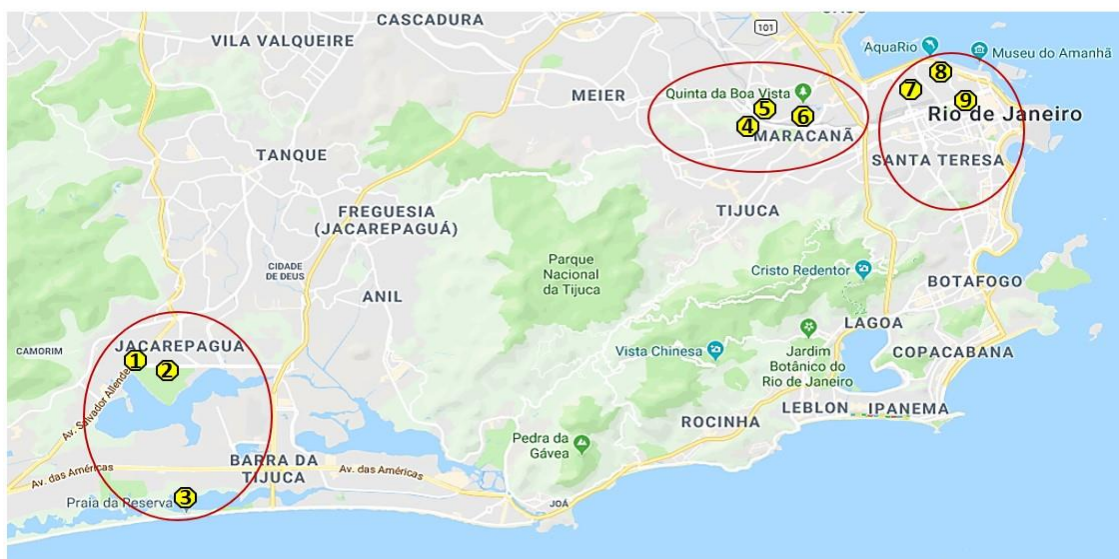 CASCADURA
VILA VALQUEIRE
101
AquaRio
Museu do Amanhã
MEIER
Quinta da Boa Vista
8
7
5
9
4
6
Rio de Janeiro
MARACANÃ
TANQUE
SANTA TERESA
FREGUESIA
(JACAREPAGUÁ)
TIJUCA
Parque
Nacional
da Tijuca
CIDADE
DE DEUS
Cristo Redentor
BOTAFOGO
ANIL
LAGOA
CAMORIM
JACAREPAGUÁ
1
2
Vista Chinesa
Jardim
Botânico do
Rio de Janeiro
COPACABANA
Av. Salvador Allende
LEBLON
IPANEMA
ROCINHA
Pedra da
Gávea
BARRA DA
TIJUCA
Av. das Américas
Av. das Américas
Praia da Reserva
3
JOÁ